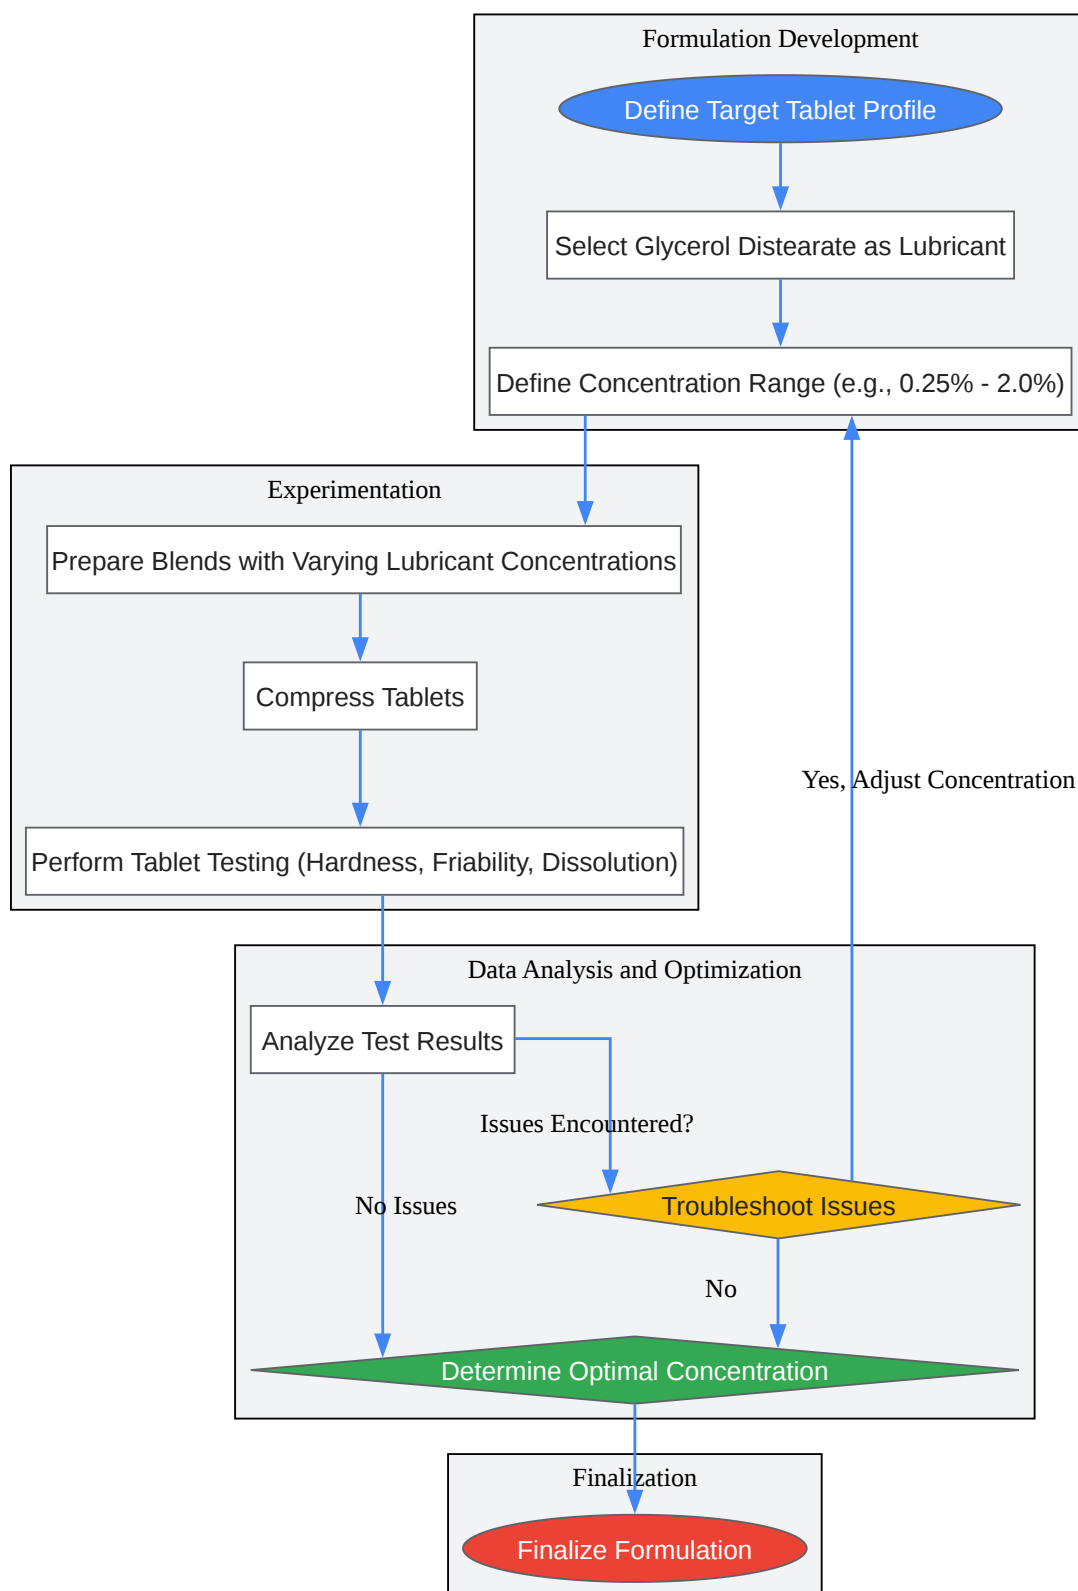 Formulation Development
Define Target Tablet Profile
Select Glycerol Distearate as Lubricant
Define Concentration Range (e.g., 0.25% - 2.0%)
Experimentation
Prepare Blends with Varying Lubricant Concentrations
Compress Tablets
Yes, Adjust Concentration
Perform Tablet Testing (Hardness, Friability, Dissolution)
Data Analysis and Optimization
Analyze Test Results
Issues Encountered?
No Issues
Troubleshoot Issues
No
Determine Optimal Concentration
Finalization
Finalize Formulation